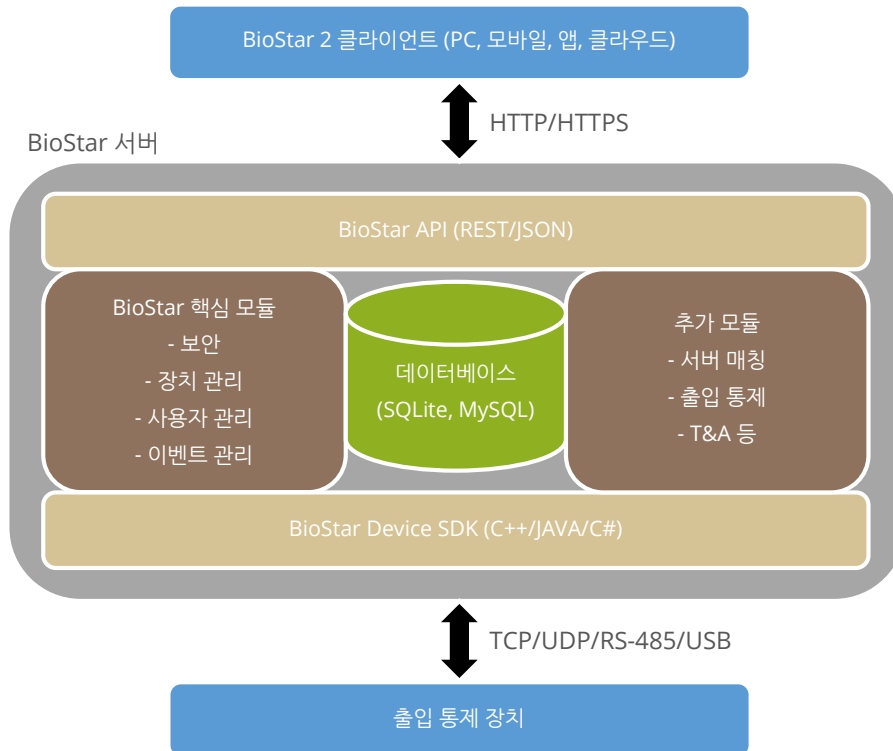 BioStar 2 클라이언트 (PC, 모바일, 앱, 클라우드)
HTTP/HTTPS
BioStar 서버
BioStar API (REST/JSON)
BioStar 핵심 모듈
- 보안
- 장치 관리
- 사용자 관리
- 이벤트 관리
데이터베이스
(SQLite, MySQL)
추가 모듈
- 서버 매칭
- 출입 통제
- T&A 등
BioStar Device SDK (C++/JAVA/C#)
TCP/UDP/RS-485/USB
출입 통제 장치